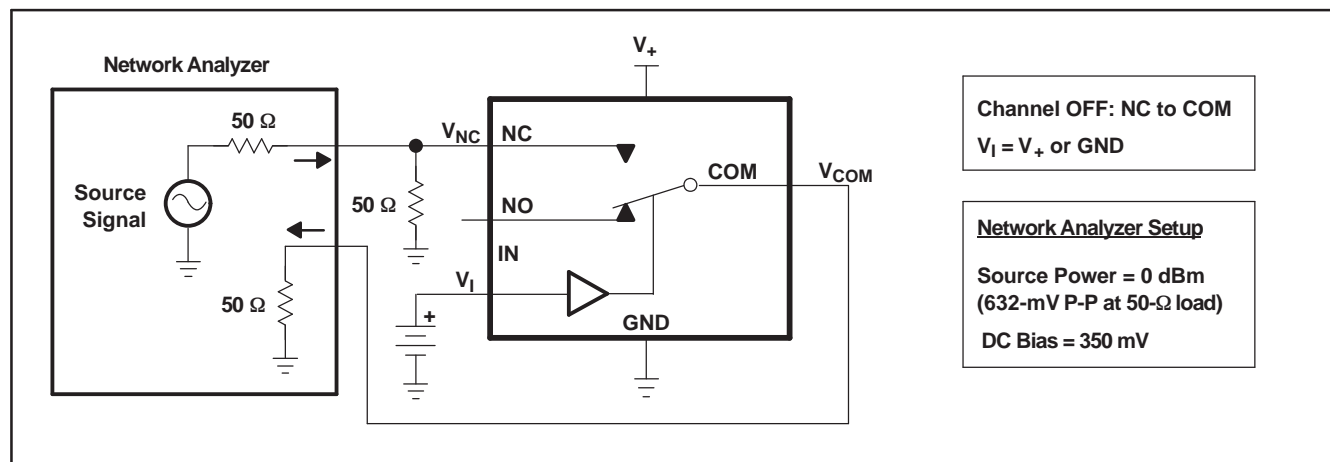 V+
Network Analyzer
50 Ω
VNC
NC
Channel OFF: NC to COM
VI = V+ or GND
COM
VCOM
Source
Signal
50 Ω
NO
IN
Network Analyzer Setup
Source Power = 0 dBm
(632-mV P-P at 50-Ω load)
DC Bias = 350 mV
50 Ω
VI
+
GND